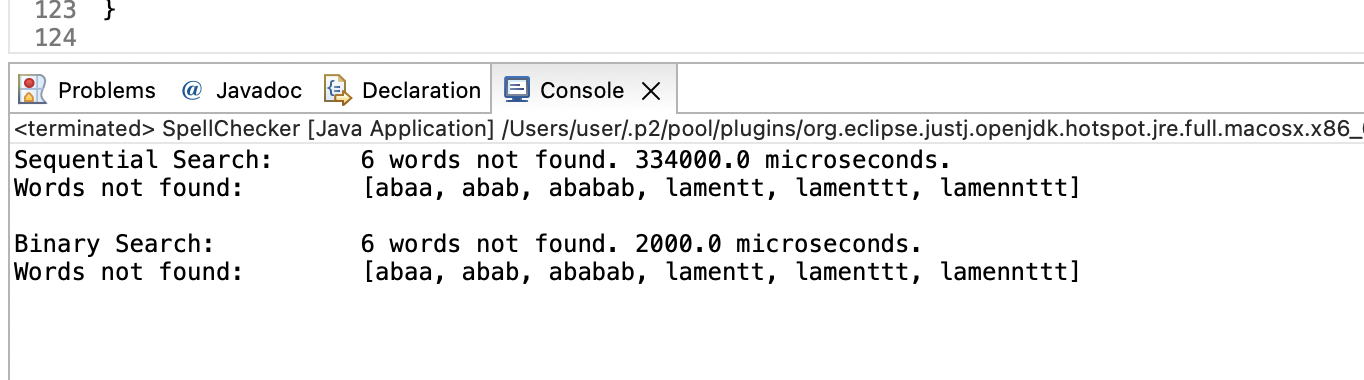 123 }
124
Problems @ Javadoc Declaration Console
<terminated> SpellChecker [Java Application] /Users/user/.p2/pool/plugins/org.eclipse.justj.openjdk.hotspot.jre.full.macosx.x86_
Sequential Search: 6 words not found. 334000.0 microseconds.
Words not found: [abaa, abab, ababab, lamentt, lamenttt, lamennttt]
Binary Search: 6 words not found. 2000.0 microseconds.
Words not found: [abaa, abab, ababab, lamentt, lamenttt, lamennttt]